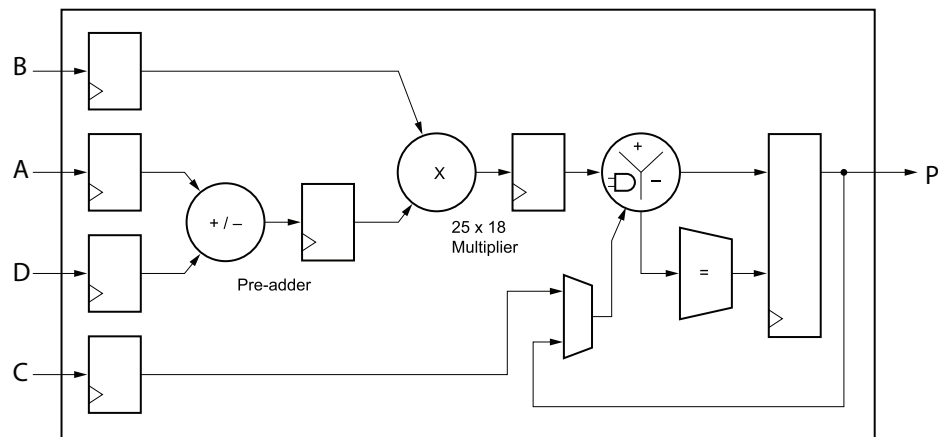 B
A
D
C
+ / –
Pre-adder
X
25 x 18
Multiplier
+
–
=
P